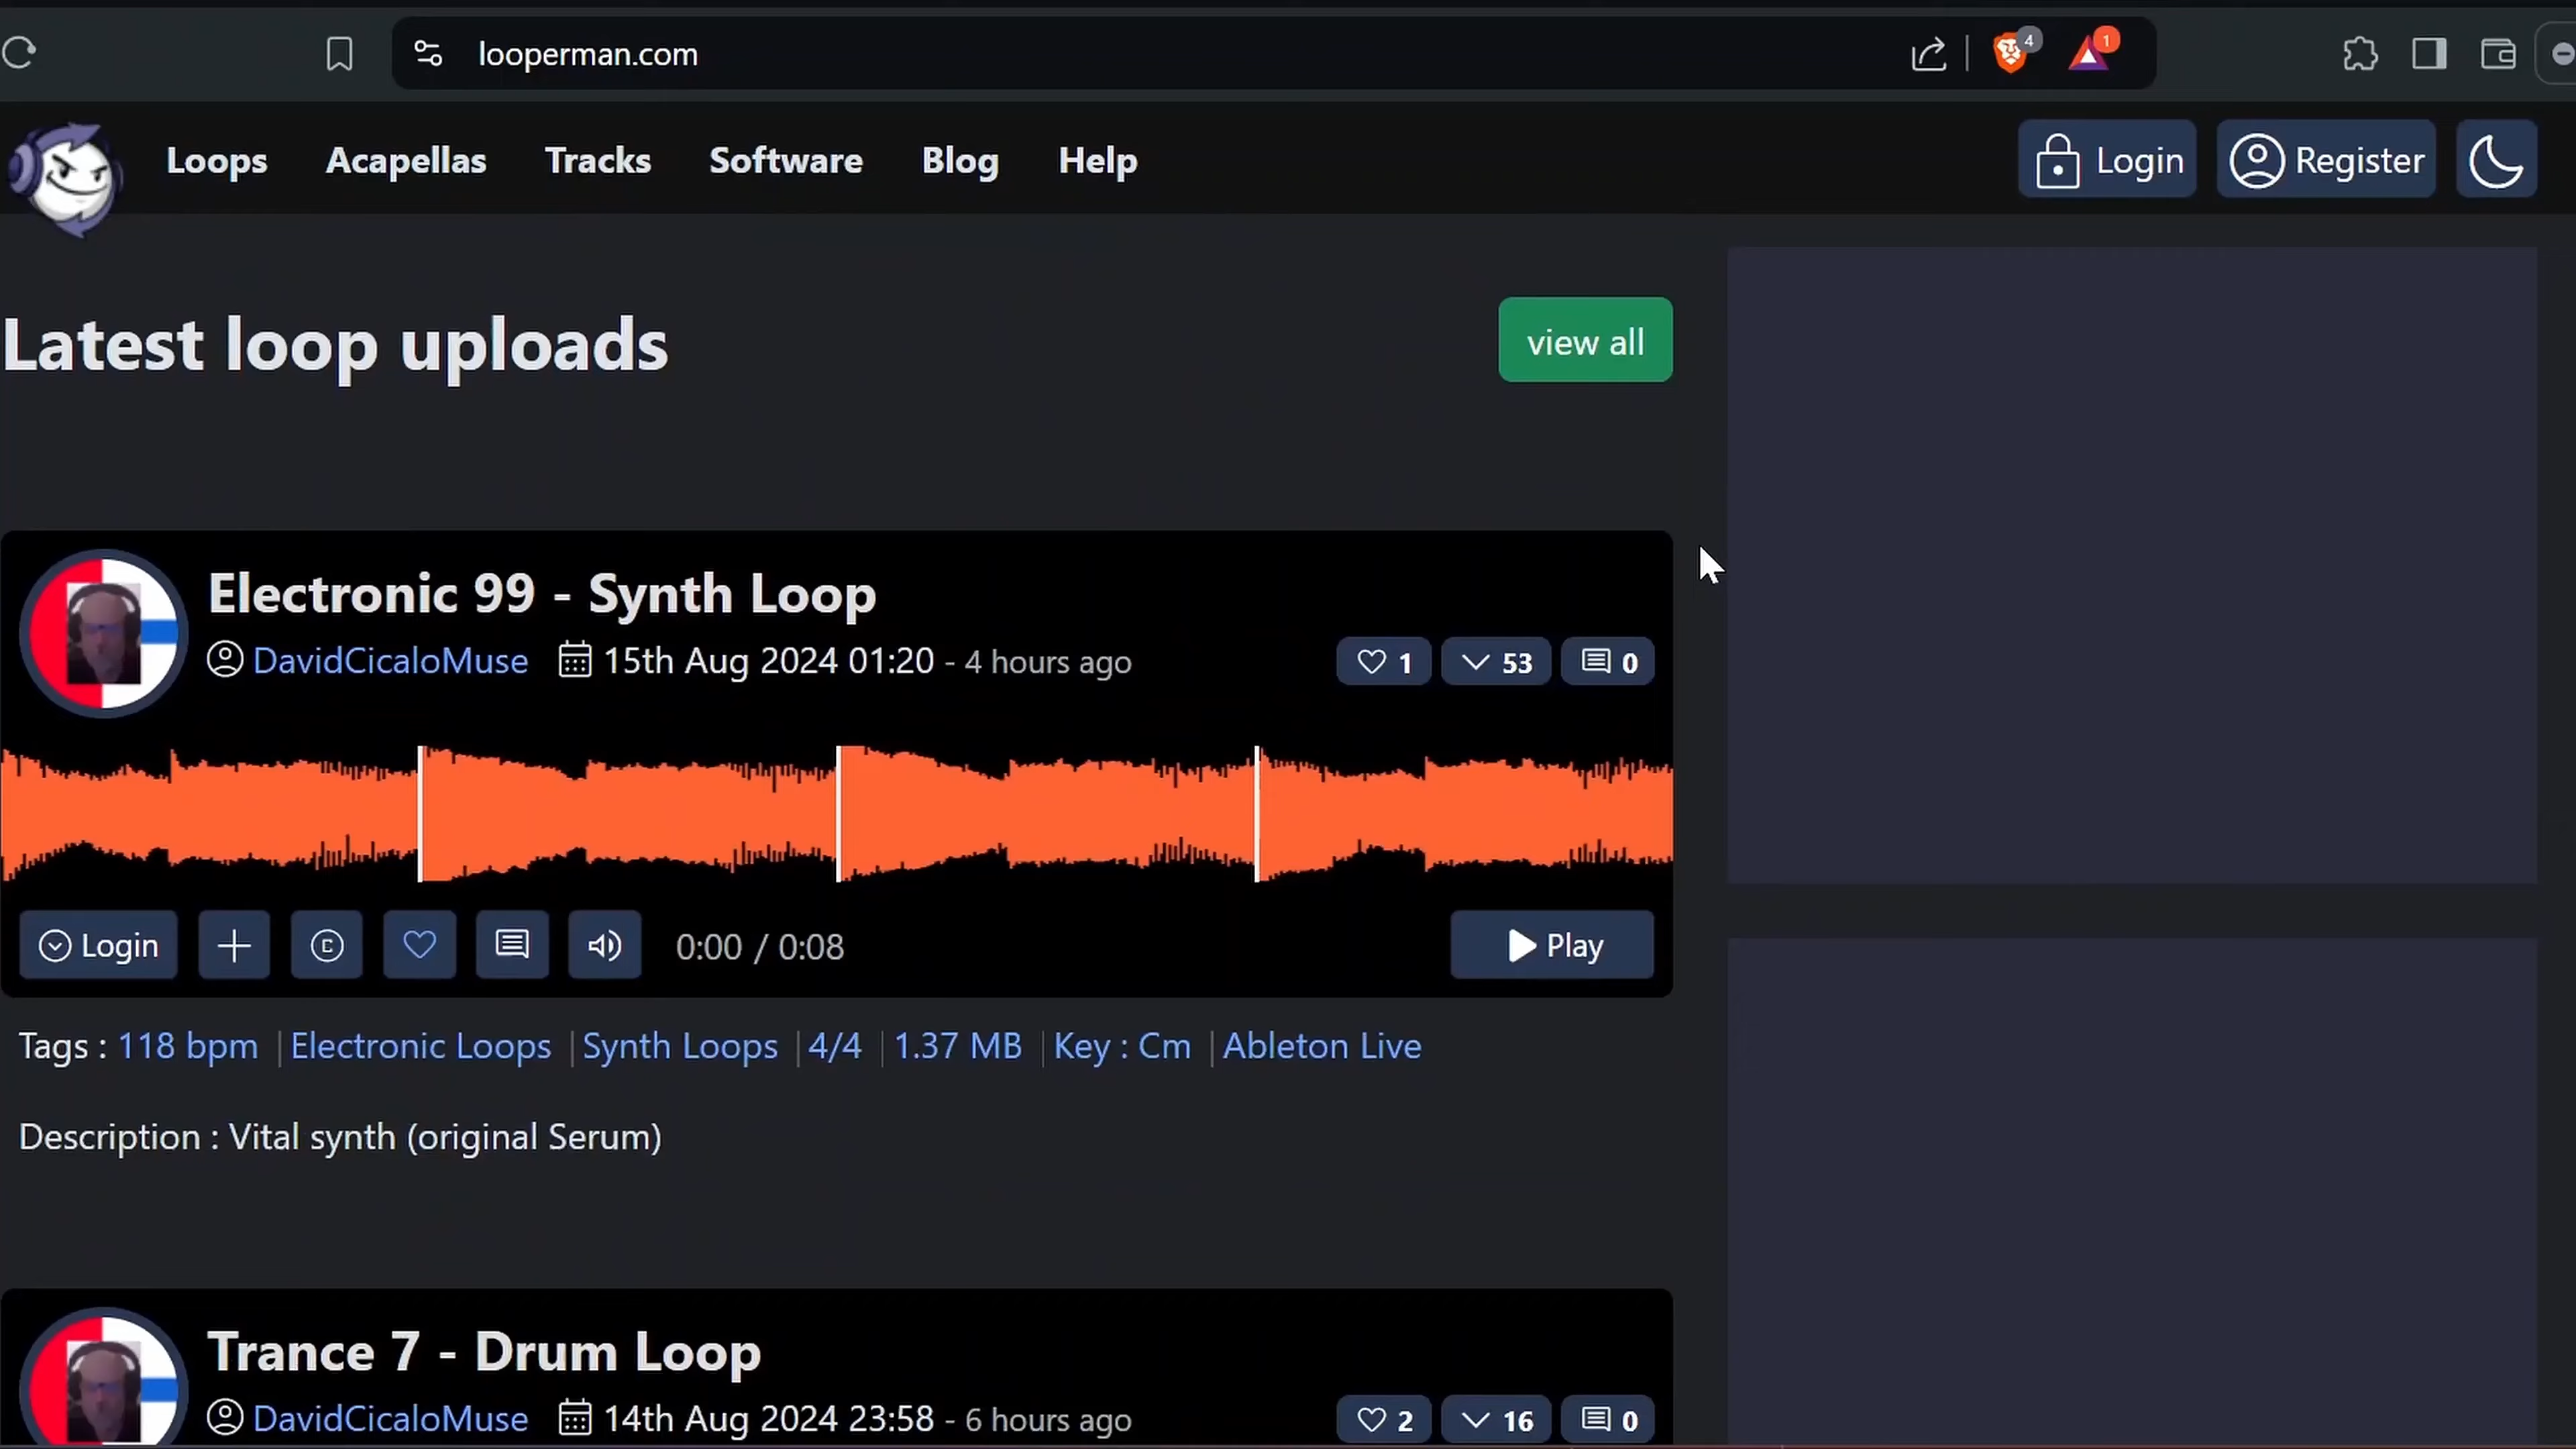 looperman.com
4
1
Loops Acapellas Tracks Software Blog Help Login Register
Latest loop uploads
view all
Electronic 99 - Synth Loop
DavidCicaloMuse 15th Aug 2024 01:20 - 4 hours ago 1 53 0
Login 0:00 / 0:08 Play
Tags : 118 bpm | Electronic Loops | Synth Loops | 4/4 | 1.37 MB | Key : Cm | Ableton Live
Description : Vital synth (original Serum)
Trance 7 - Drum Loop
DavidCicaloMuse 14th Aug 2024 23:58 - 6 hours ago 2 16 0